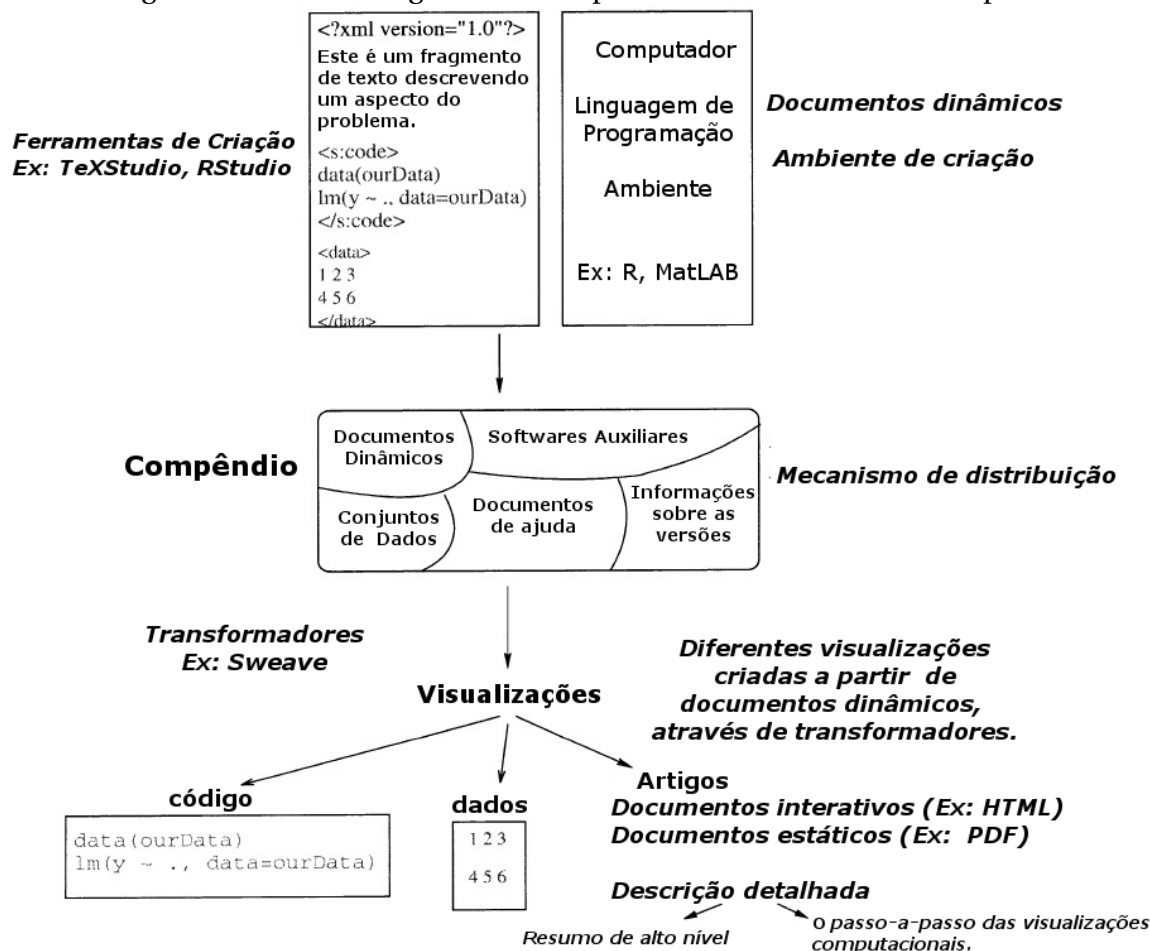 <?xml version="1.0"?>
Este é um fragmento
de texto descrevendo
um aspecto do
problema.
<s:code>
data(ourData)
lm(y ~ ., data=ourData)
</s:code>
<data>
1 2 3
4 5 6
</data>
Computador
Linguagem de
Programação
Ambiente
Ex: R, MatLAB
Documentos dinâmicos
Ambiente de criação
Ferramentas de Criação
Ex: TeXStudio, RStudio
Compêndio
Documentos
Dinâmicos
Softwares Auxiliares
Conjuntos
de Dados
Documentos
de ajuda
Informações
sobre as
versões
Mecanismo de distribuição
Transformadores
Ex: Sweave
Visualizações
Diferentes visualizações
criadas a partir de
documentos dinâmicos,
através de transformadores.
código
data(ourData)
lm(y ~ ., data=ourData)
dados
1 2 3
4 5 6
Artigos
Documentos interativos (Ex: HTML)
Documentos estáticos (Ex: PDF)
Descrição detalhada
Resumo de alto nível
O passo-a-passo das visualizações
computacionais.